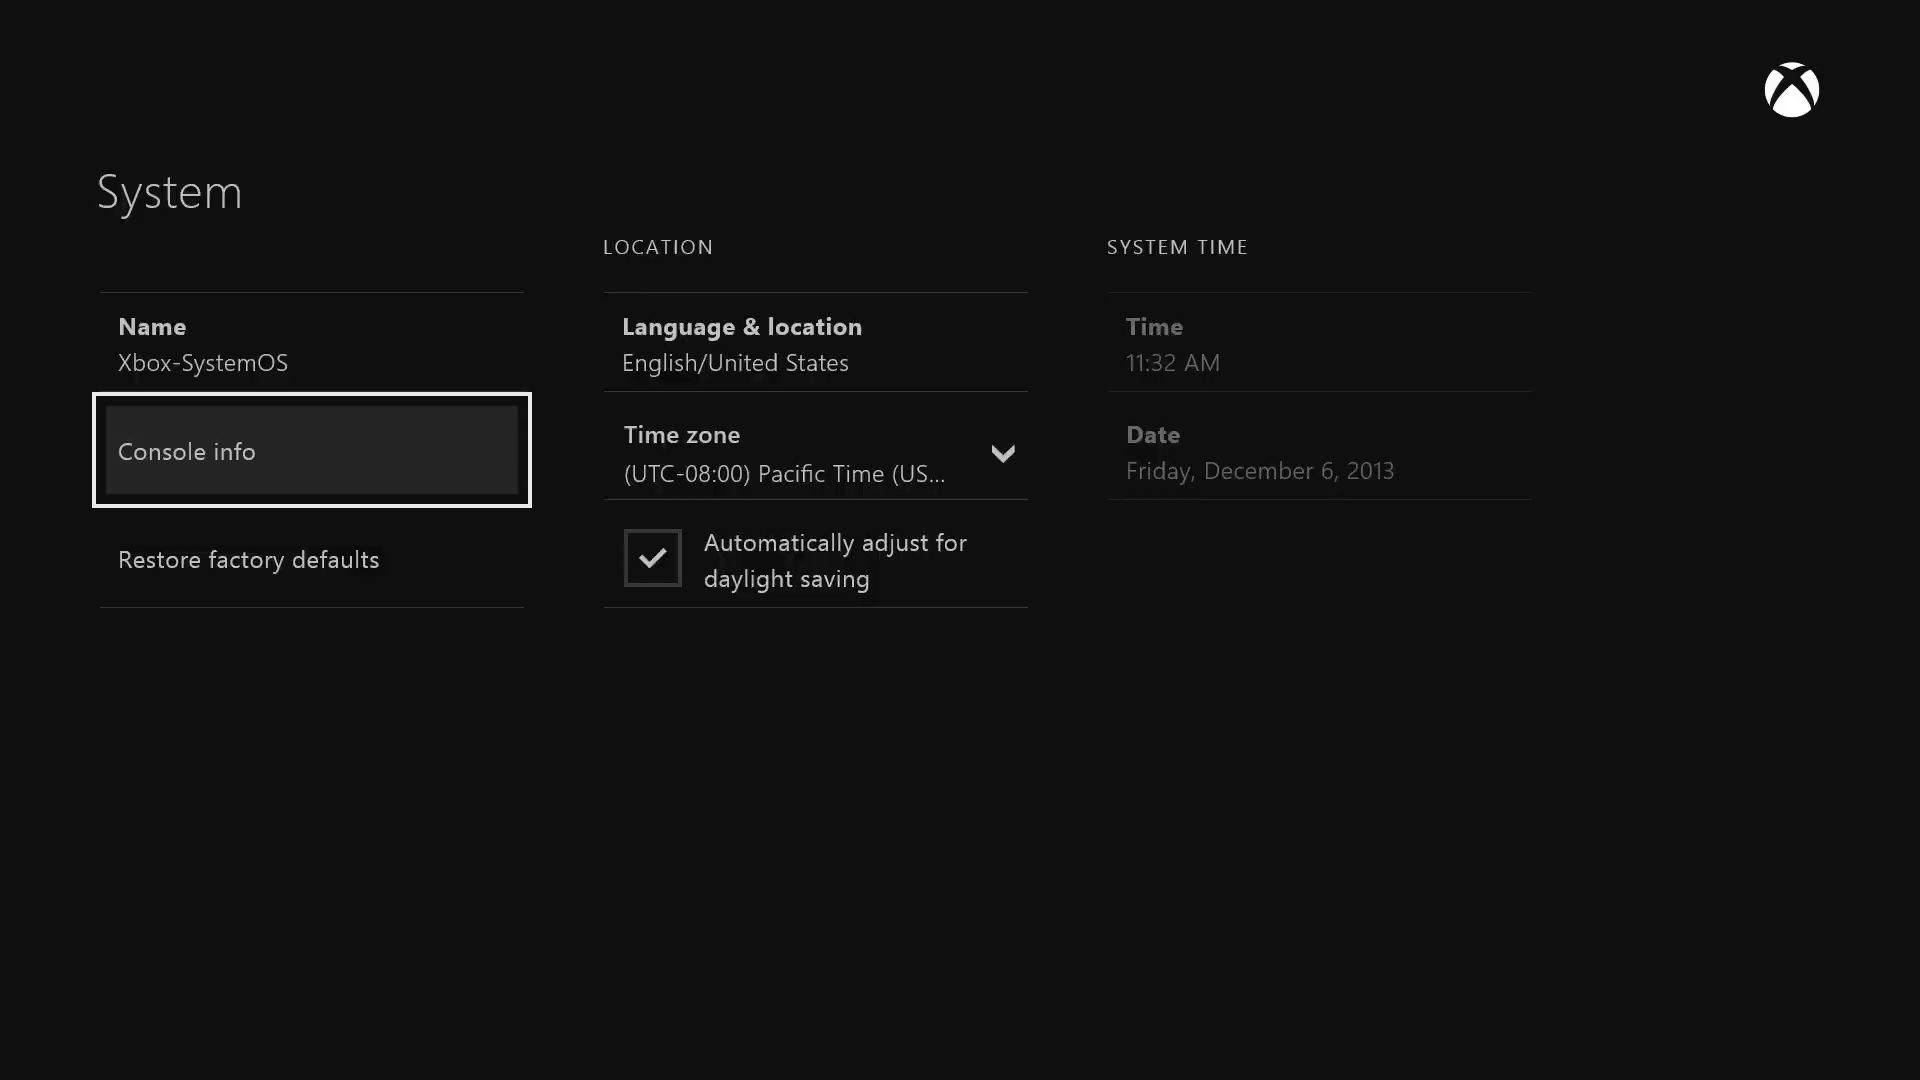 System
Name
Xbox-SystemOS
Console info
Restore factory defaults
LOCATION
Language & location
English/United States
Time zone
(UTC-08:00) Pacific Time (US...
Automatically adjust for
daylight saving
SYSTEM TIME
Time
11:32 AM
Date
Friday, December 6, 2013